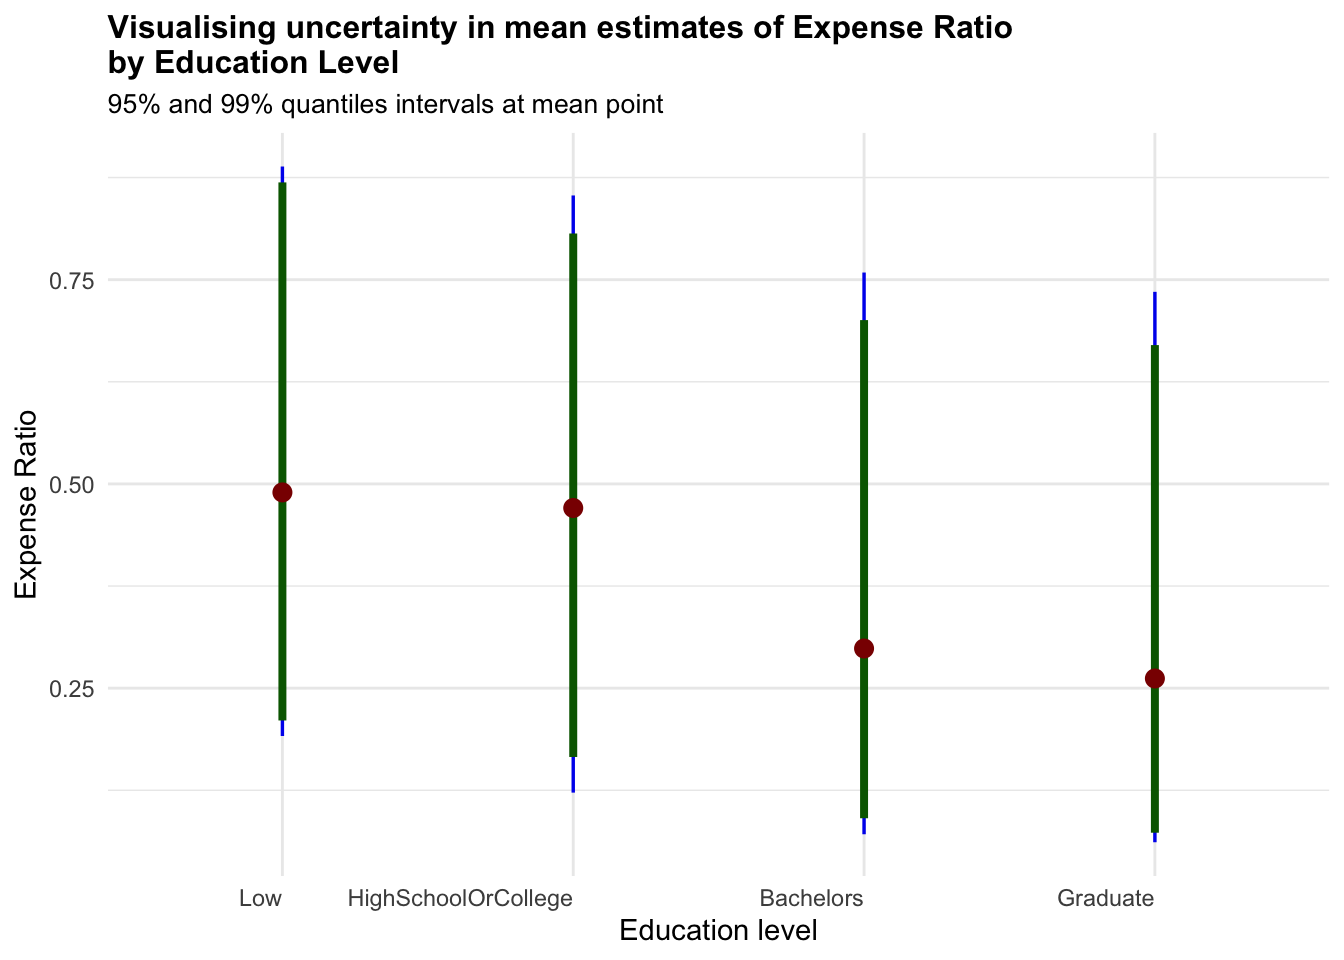 Visualising uncertainty in mean estimates of Expense Ratio
by Education Level
95% and 99% quantiles intervals at mean point
Expense Ratio
0.75
0.50
0.25
Low HighSchoolOrCollege Bachelors Graduate
Education level